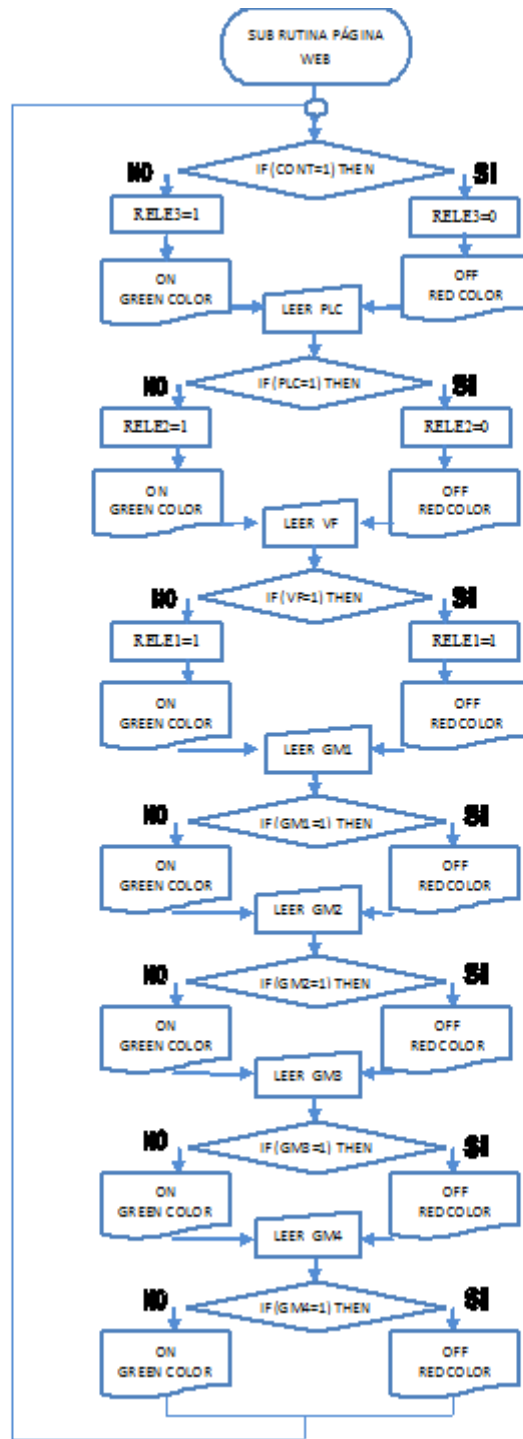 SUB RUTINA PÁGINA
WEB
IF (CONT=1) THEN
NO
SI
RELE3=1
RELE3=0
ON
GREEN COLOR
OFF
RED COLOR
LEER PLC
IF (PLC=1) THEN
NO
SI
RELE2=1
RELE2=0
ON
GREEN COLOR
OFF
RED COLOR
LEER VF
IF (VF=1) THEN
NO
SI
RELE1=1
RELE1=1
ON
GREEN COLOR
OFF
RED COLOR
LEER GM1
IF (GM1=1) THEN
NO
SI
ON
GREEN COLOR
OFF
RED COLOR
LEER GM2
IF (GM2=1) THEN
NO
SI
ON
GREEN COLOR
OFF
RED COLOR
LEER GM3
IF (GM3=1) THEN
NO
SI
ON
GREEN COLOR
OFF
RED COLOR
LEER GM4
IF (GM4=1) THEN
NO
SI
ON
GREEN COLOR
OFF
RED COLOR